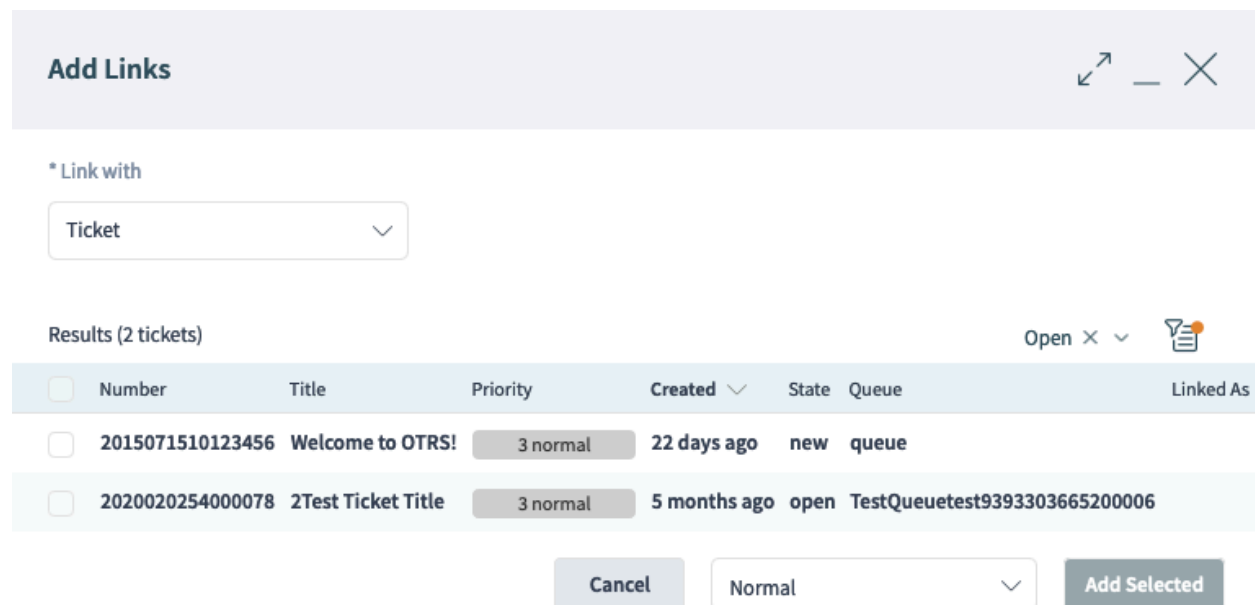 Add Links
* Link with
Ticket
Results (2 tickets)
Open
Number Title Priority Created State Queue Linked As
2015071510123456 Welcome to OTRS! 3 normal 22 days ago new queue
2020020254000078 2Test Ticket Title 3 normal 5 months ago open TestQueuetest9393303665200006
Cancel Normal Add Selected